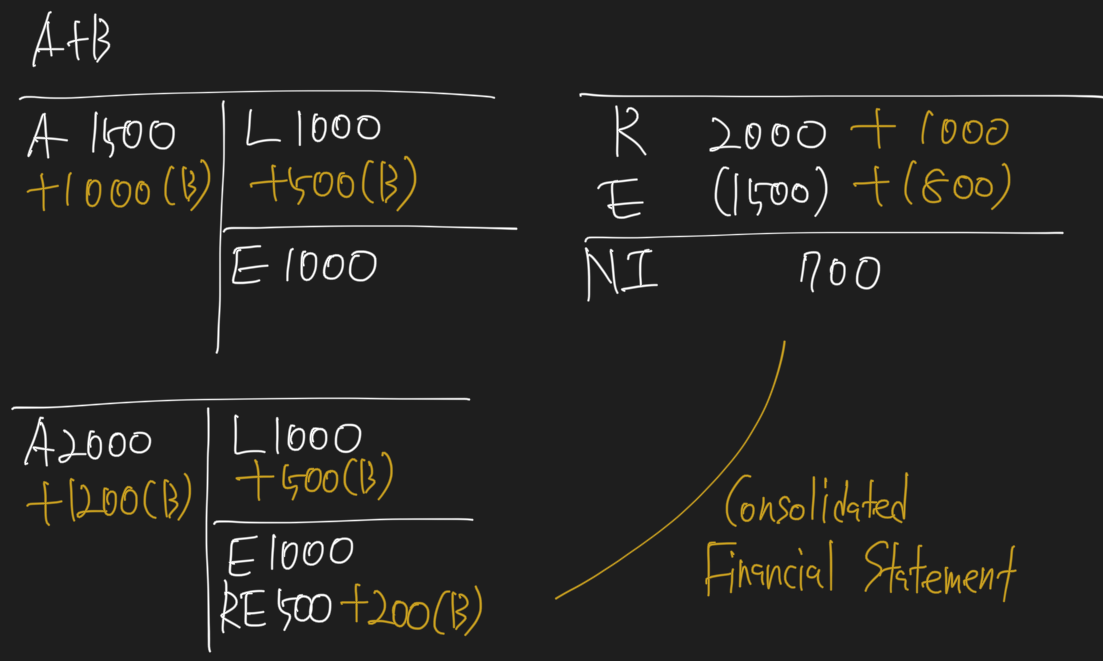 A+B
A 1500
+1000(B)
L 1000
+500(B)
E 1000
R 2000 + 1000
E (1500) + (800)
NI 700
A 2000
+1200(B)
L 1000
+500(B)
E 1000
RE 500 +200(B)
Consolidated
Financial Statement